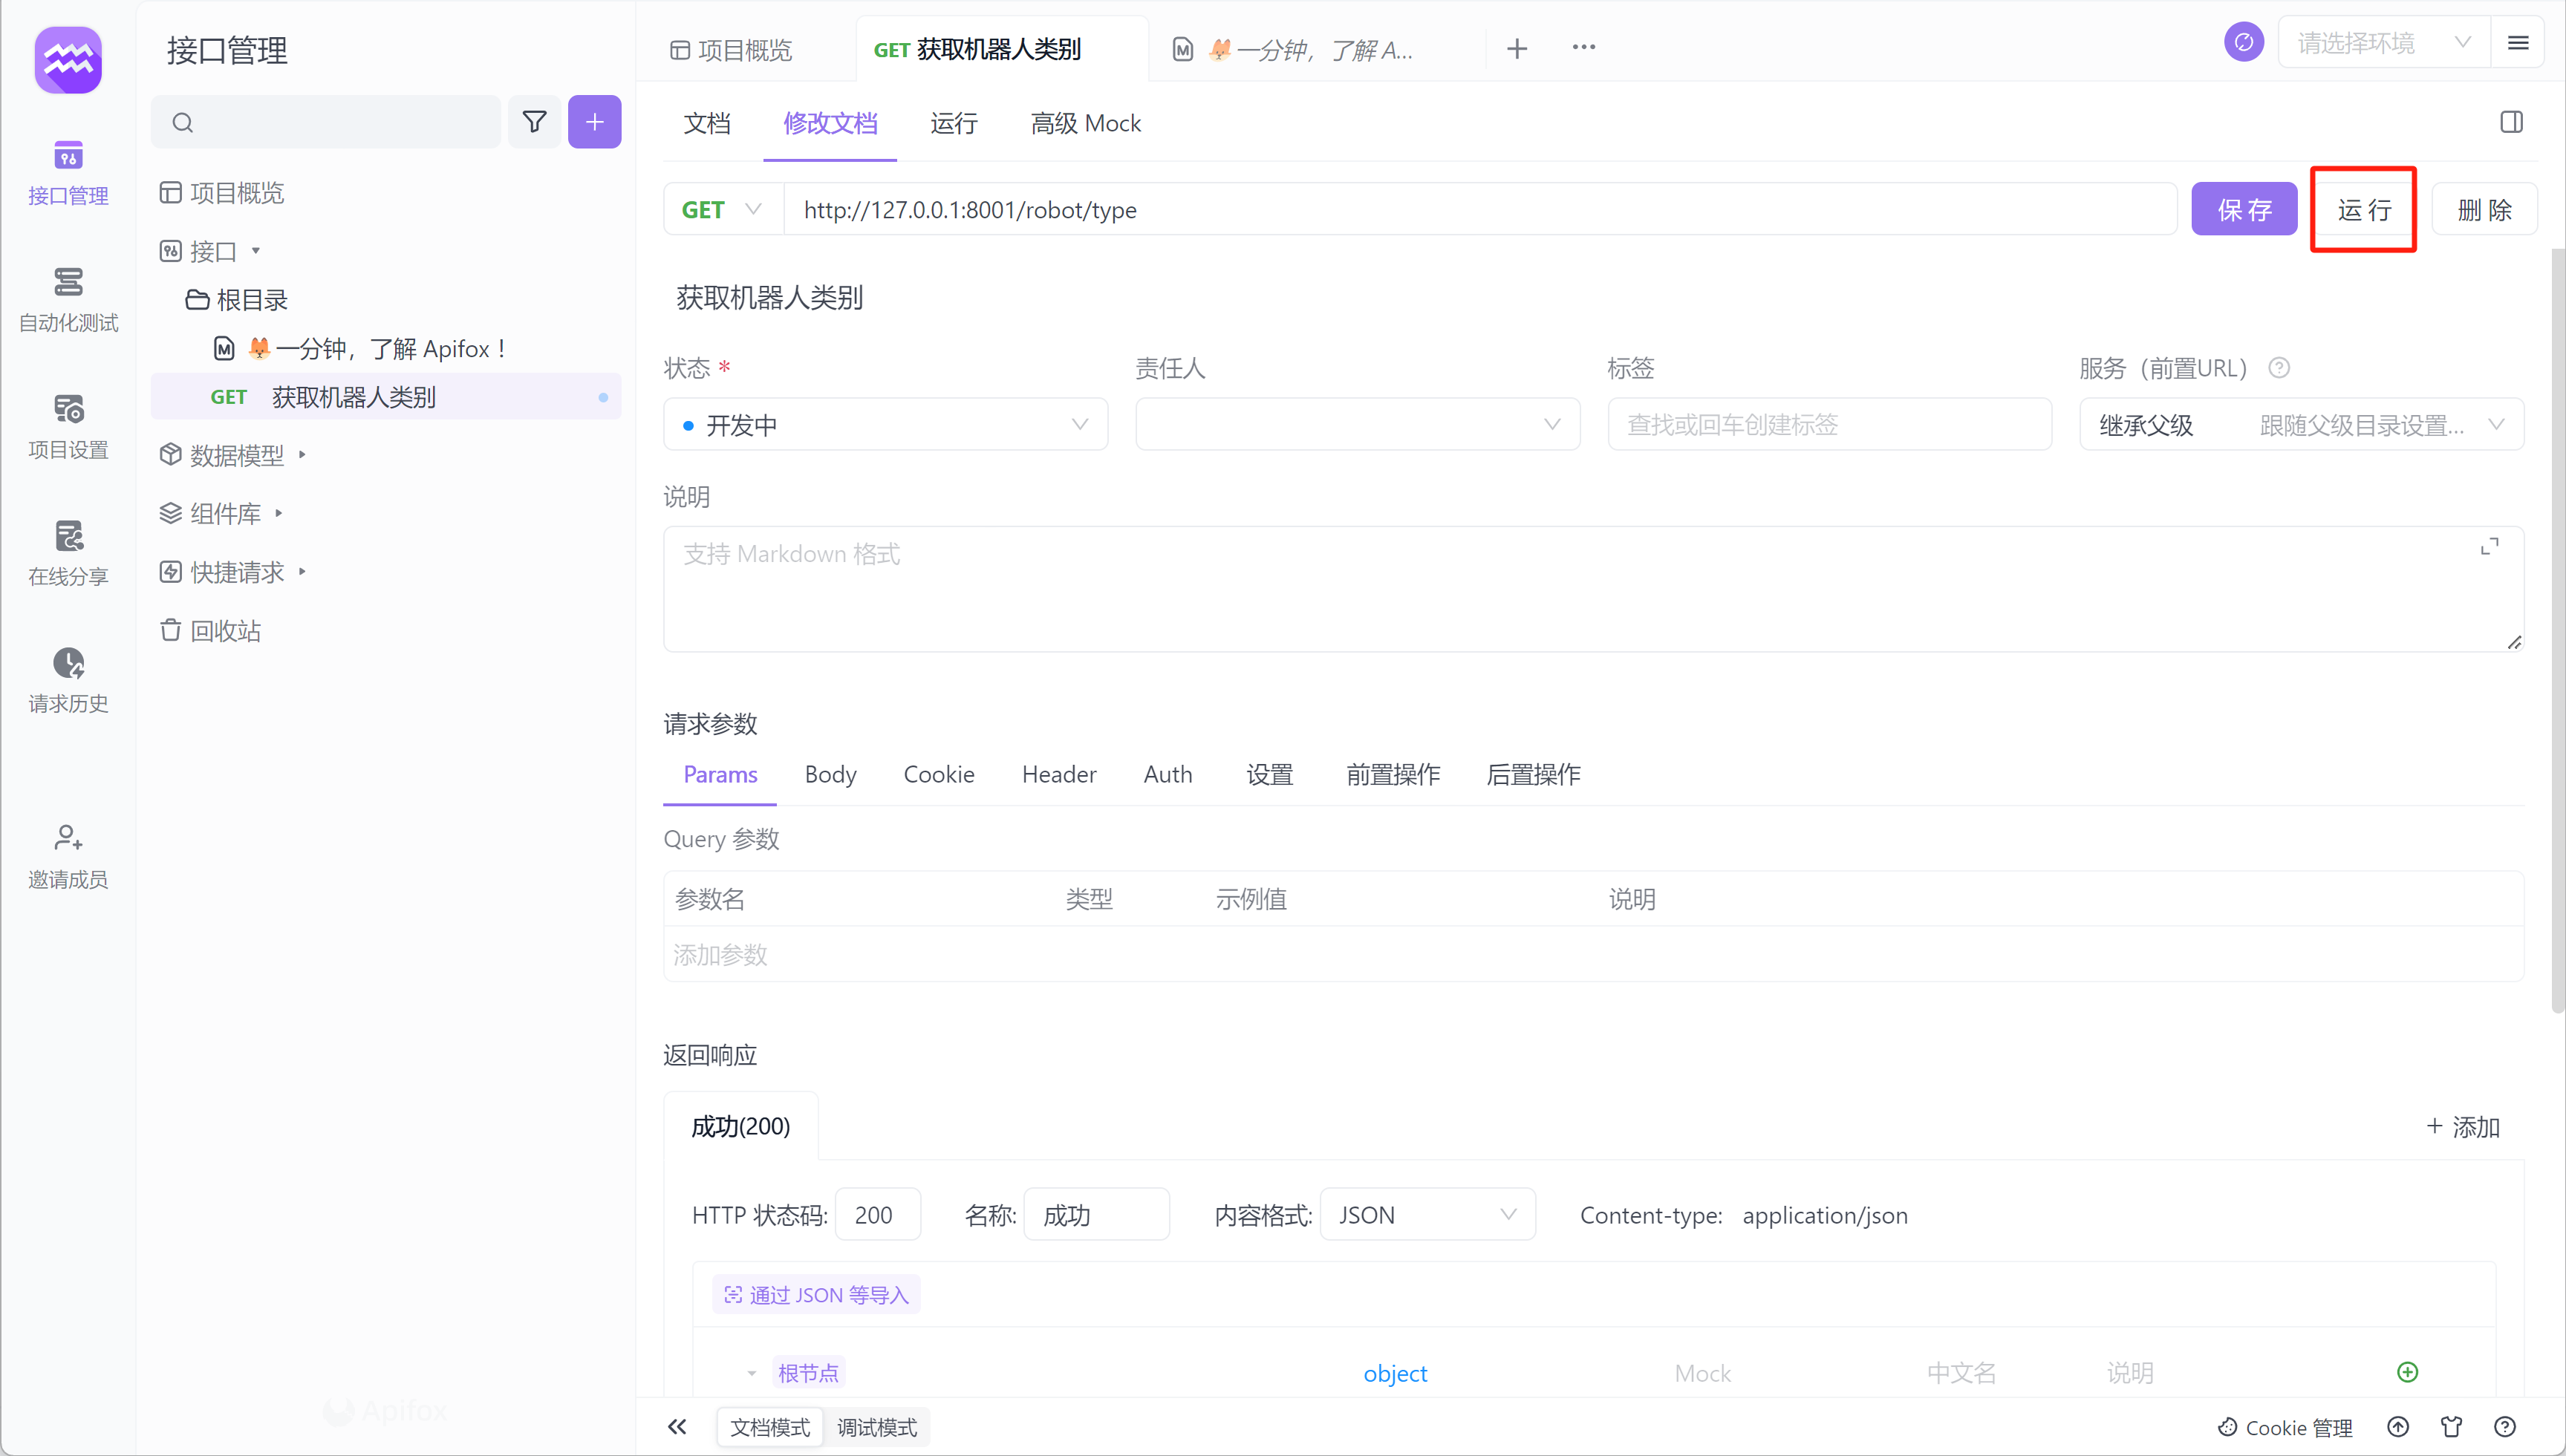 接口管理
项目概览
GET 获取机器人类别
一分钟，了解 A...
请选择环境
接口管理
自动化测试
项目设置
在线分享
请求历史
邀请成员
项目概览
接口
根目录
一分钟，了解 Apifox！
GET 获取机器人类别
数据模型
组件库
快捷请求
回收站
Apifox
文档
修改文档
运行
高级 Mock
GET
http://127.0.0.1:8001/robot/type
保 存
运 行
删 除
获取机器人类别
状态 *
责任人
标签
服务（前置URL）
开发中
查找或回车创建标签
继承父级 跟随父级目录设置...
说明
支持 Markdown 格式
请求参数
Params
Body
Cookie
Header
Auth
设置
前置操作
后置操作
Query 参数
参数名
类型
示例值
说明
添加参数
返回响应
成功(200)
+ 添加
HTTP 状态码: 200
名称: 成功
内容格式: JSON
Content-type: application/json
通过 JSON 等导入
根节点
object
Mock
中文名
说明
文档模式
调试模式
Cookie 管理